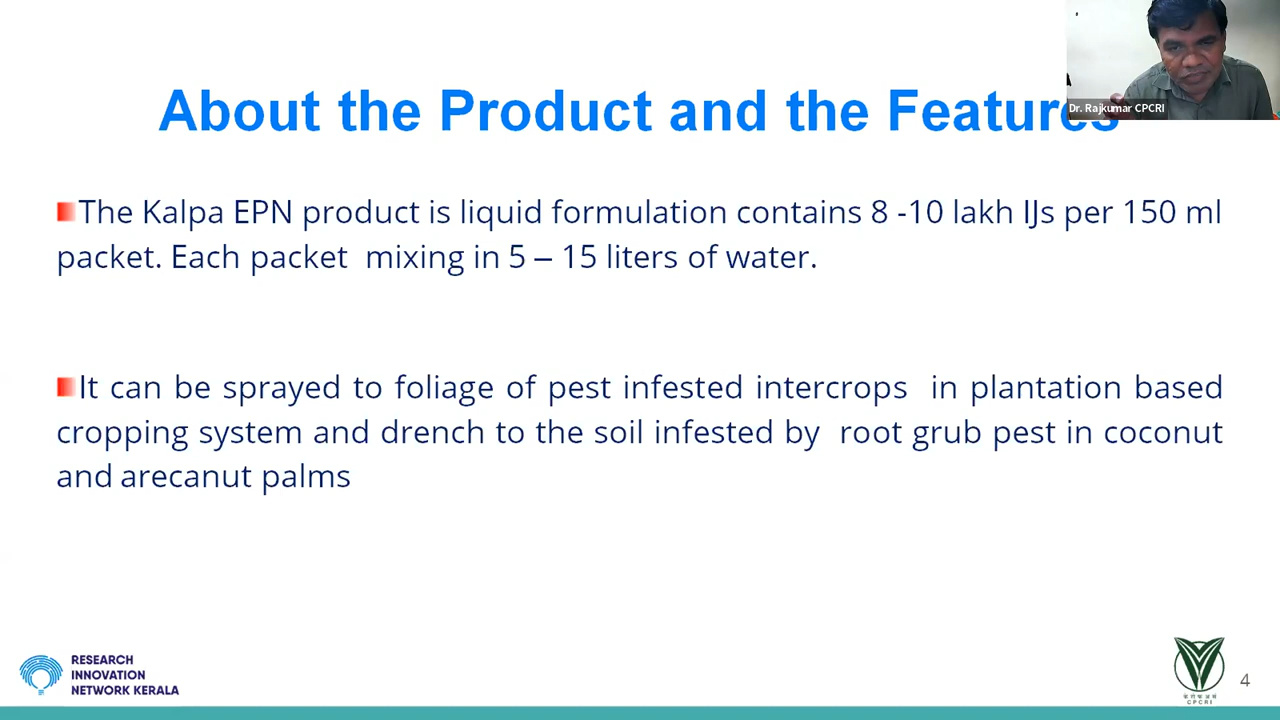 About the Product and the Features
Dr. Rajkumar CPCRI
The Kalpa EPN product is liquid formulation contains 8 -10 lakh IJs per 150 ml
packet. Each packet mixing in 5 – 15 liters of water.
It can be sprayed to foliage of pest infested intercrops in plantation based
cropping system and drench to the soil infested by root grub pest in coconut
and arecanut palms
RESEARCH
INNOVATION
NETWORK KERALA
CPCRI
4